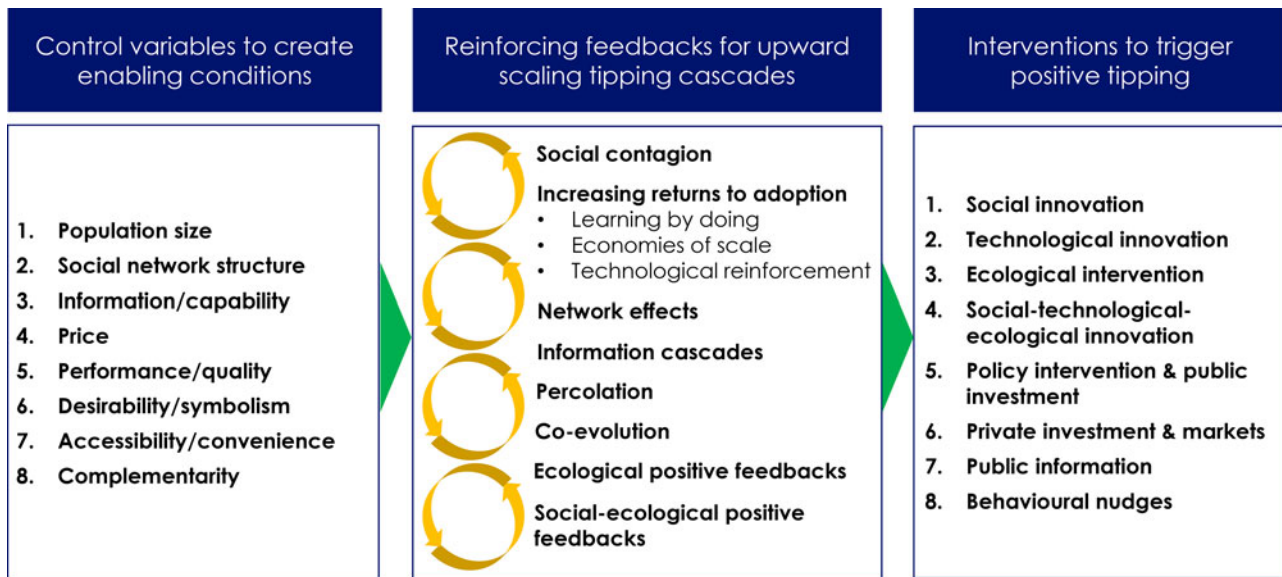 Control variables to create
enabling conditions
1. Population size
2. Social network structure
3. Information/capability
4. Price
5. Performance/quality
6. Desirability/symbolism
7. Accessibility/convenience
8. Complementarity
Reinforcing feedbacks for upward
scaling tipping cascades
Social contagion
Increasing returns to adoption
• Learning by doing
• Economies of scale
• Technological reinforcement
Network effects
Information cascades
Percolation
Co-evolution
Ecological positive feedbacks
Social-ecological positive
feedbacks
Interventions to trigger
positive tipping
1. Social innovation
2. Technological innovation
3. Ecological intervention
4. Social-technological-
ecological innovation
5. Policy intervention & public
investment
6. Private investment & markets
7. Public information
8. Behavioural nudges